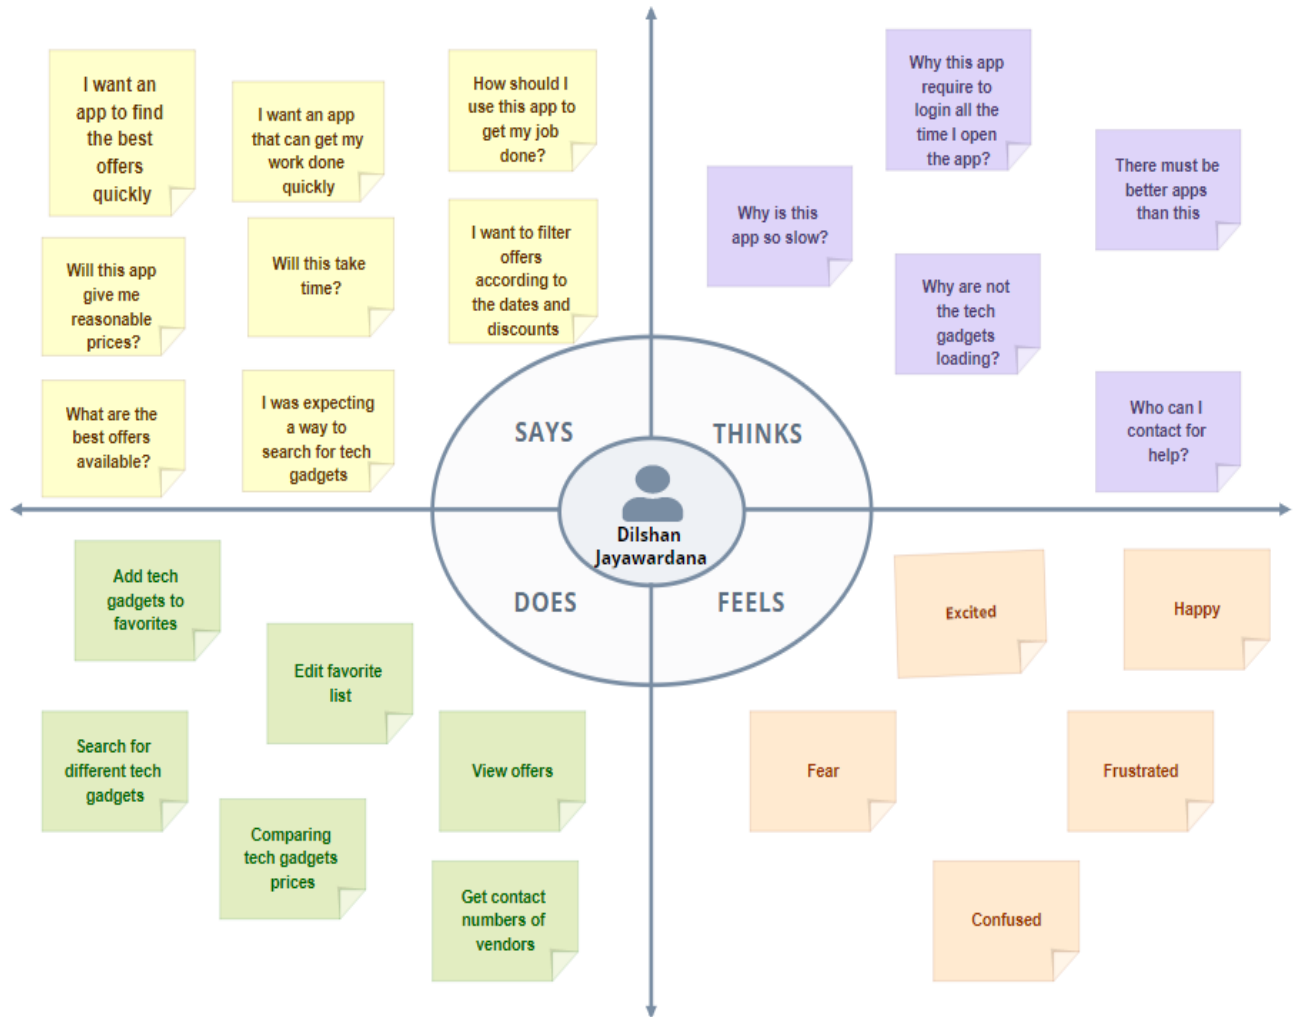 I want an
app to find
the best
offers
quickly
I want an app
that can get my
work done
quickly
How should I
use this app to
get my job
done?
Will this app
give me
reasonable
prices?
Will this take
time?
I want to filter
offers
according to
the dates and
discounts
What are the
best offers
available?
I was expecting
a way to
search for tech
gadgets
Why this app
require to
login all the
time I open
the app?
There must be
better apps
than this
Why is this
app so slow?
Why are not
the tech
gadgets
loading?
Who can I
contact for
help?
SAYS
THINKS
Dilshan
Jayawardana
DOES
FEELS
Add tech
gadgets to
favorites
Edit favorite
list
Search for
different tech
gadgets
View offers
Comparing
tech gadgets
prices
Get contact
numbers of
vendors
Excited
Happy
Fear
Frustrated
Confused